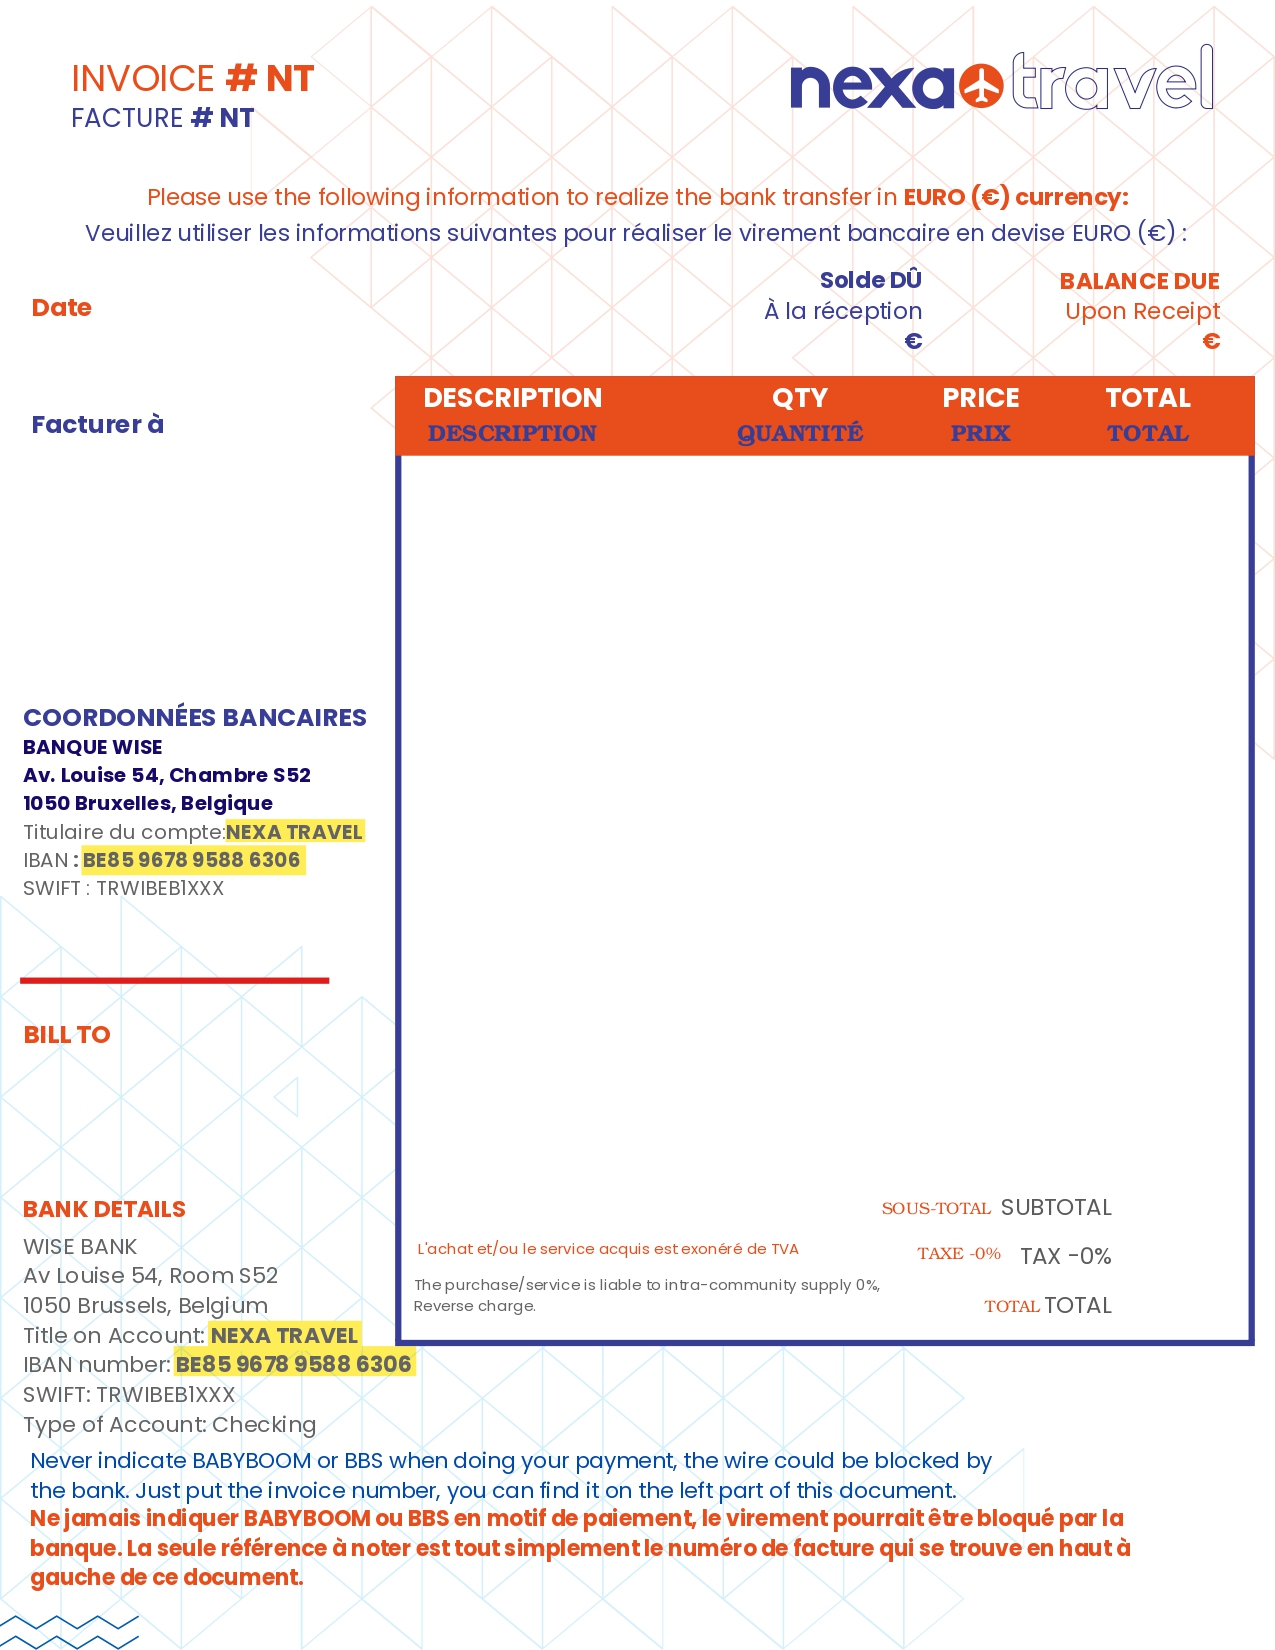 INVOICE # NT
FACTURE # NT
nexa travel
Please use the following information to realize the bank transfer in EURO (€) currency:
Veuillez utiliser les informations suivantes pour réaliser le virement bancaire en devise EURO (€) :
Date
Solde DÛ
À la réception
€
BALANCE DUE
Upon Receipt
€
Facturer à
DESCRIPTION QTY PRICE TOTAL
DESCRIPTION QUANTITÉ PRIX TOTAL
COORDONNÉES BANCAIRES
BANQUE WISE
Av. Louise 54, Chambre S52
1050 Bruxelles, Belgique
Titulaire du compte:NEXA TRAVEL
IBAN : BE85 9678 9588 6306
SWIFT : TRWIBEB1XXX
BILL TO
BANK DETAILS
WISE BANK
Av Louise 54, Room S52
1050 Brussels, Belgium
Title on Account: NEXA TRAVEL
IBAN number: BE85 9678 9588 6306
SWIFT: TRWIBEB1XXX
Type of Account: Checking
SOUS-TOTAL SUBTOTAL
L'achat et/ou le service acquis est exonéré de TVA
TAXE -0% TAX -0%
The purchase/service is liable to intra-community supply 0%,
Reverse charge.
TOTAL TOTAL
Never indicate BABYBOOM or BBS when doing your payment, the wire could be blocked by
the bank. Just put the invoice number, you can find it on the left part of this document.
Ne jamais indiquer BABYBOOM ou BBS en motif de paiement, le virement pourrait être bloqué par la
banque. La seule référence à noter est tout simplement le numéro de facture qui se trouve en haut à
gauche de ce document.